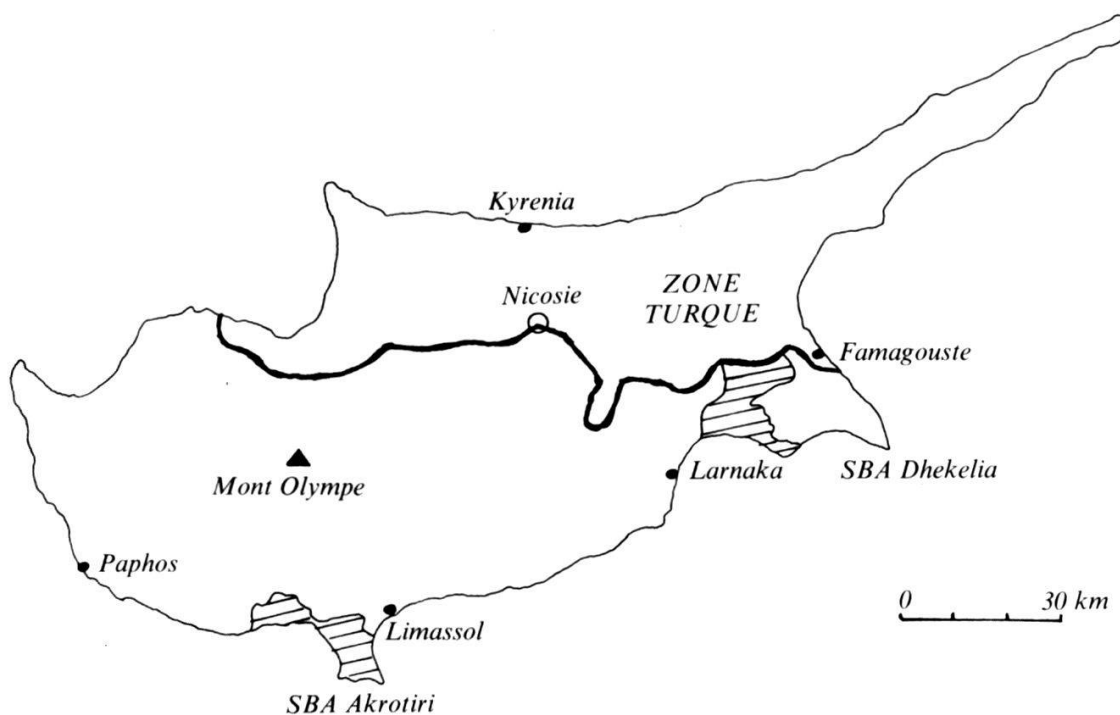 Kyrenia
Nicosie
ZONE
TURQUE
Famagouste
Larnaka
SBA Dhekelia
Mont Olympe
Paphos
Limassol
SBA Akrotiri
0 30 km